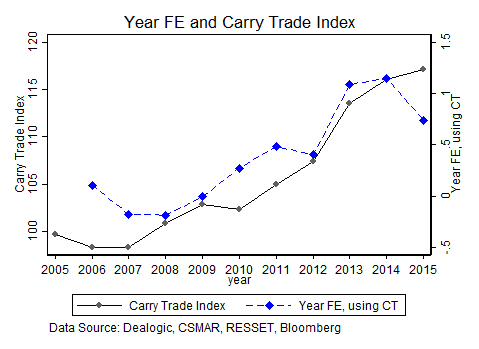 Year FE and Carry Trade Index
120
115
110
105
100
Carry Trade Index
1.5
1
.5
0
-.5
Year FE, using CT
2005 2006 2007 2008 2009 2010 2011 2012 2013 2014 2015
year
Carry Trade Index Year FE, using CT
Data Source: Dealogic, CSMAR, RESSET, Bloomberg